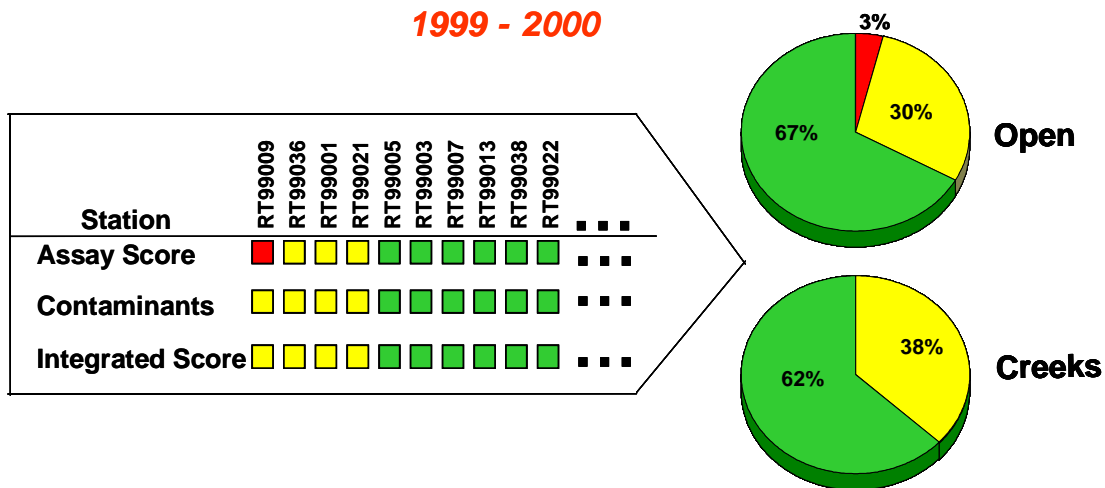 1999 - 2000
Station
RT99009
RT99036
RT99001
RT99021
RT99005
RT99003
RT99007
RT99013
RT99038
RT99022
...
Assay Score
...
Contaminants
...
Integrated Score
...
3%
30%
67%
Open
38%
62%
Creeks